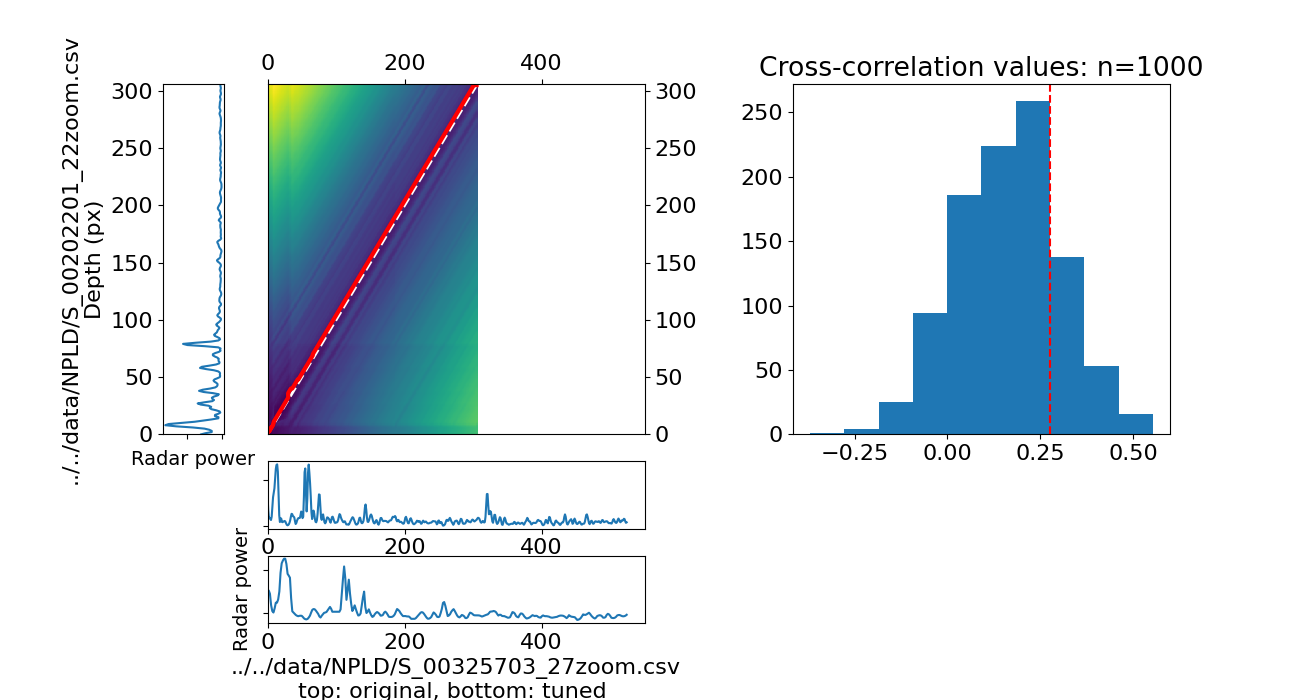 Cross-correlation values: n=1000
0 200 400
../../data/NPLD/S_00202201_22zoom.csv
Depth (px)
300
250
200
150
100
50
0
Radar power
300
250
200
150
100
50
0
250
200
150
100
50
0
−0.25 0.00 0.25 0.50
0 200 400
Radar power
0 200 400
../../data/NPLD/S_00325703_27zoom.csv
top: original, bottom: tuned